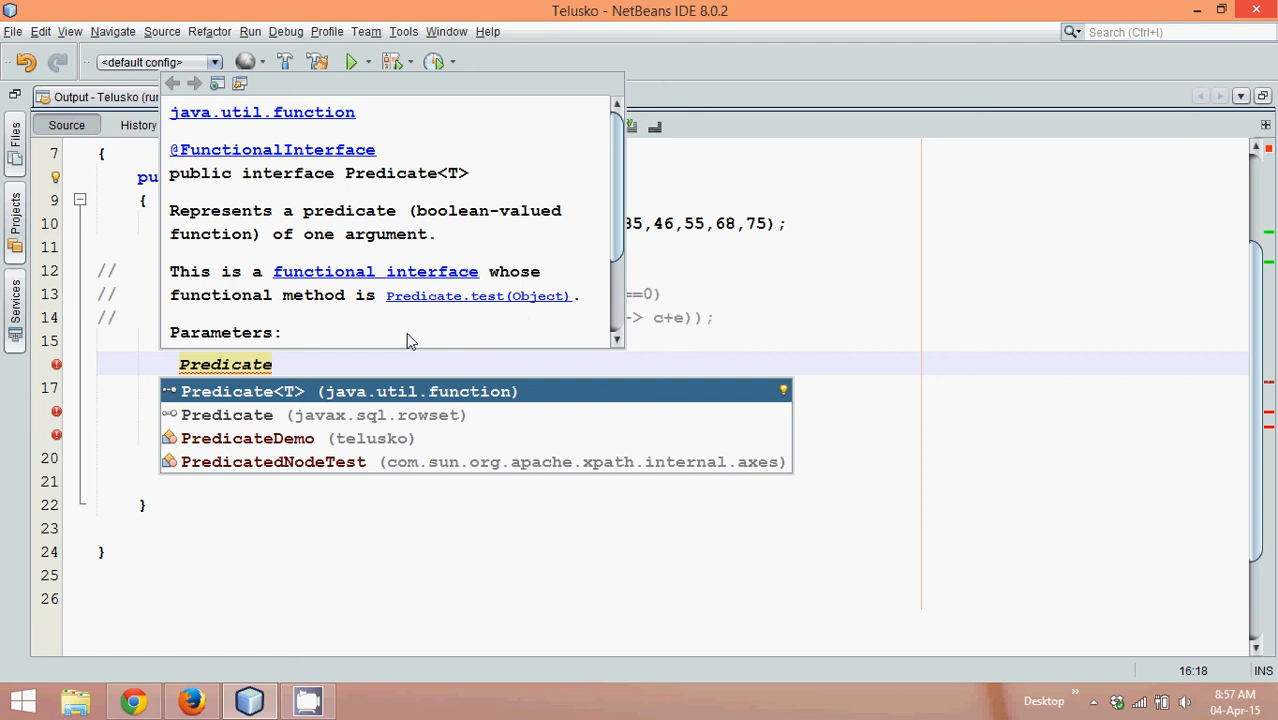 Telusko - NetBeans IDE 8.0.2
File Edit View Navigate Source Refactor Run Debug Profile Team Tools Window Help
Search (Ctrl+I)
<default config>
Output - Telusko (run
Source History
Files
Projects
Services
java.util.function
@FunctionalInterface
public interface Predicate<T>
Represents a predicate (boolean-valued
function) of one argument.
This is a functional interface whose
functional method is Predicate.test(Object).
Parameters:
7 {
pu
9 {
10 35,46,55,68,75);
11
12 //
13 // ==0)
14 // -> c+e));
15
Predicate
17
Predicate<T> (java.util.function)
Predicate (javax.sql.rowset)
PredicateDemo (telusko)
PredicatedNodeTest (com.sun.org.apache.xpath.internal.axes)
20
21
22 }
23
24 }
25
26
16:18 INS
Desktop
8:57 AM
04-Apr-15